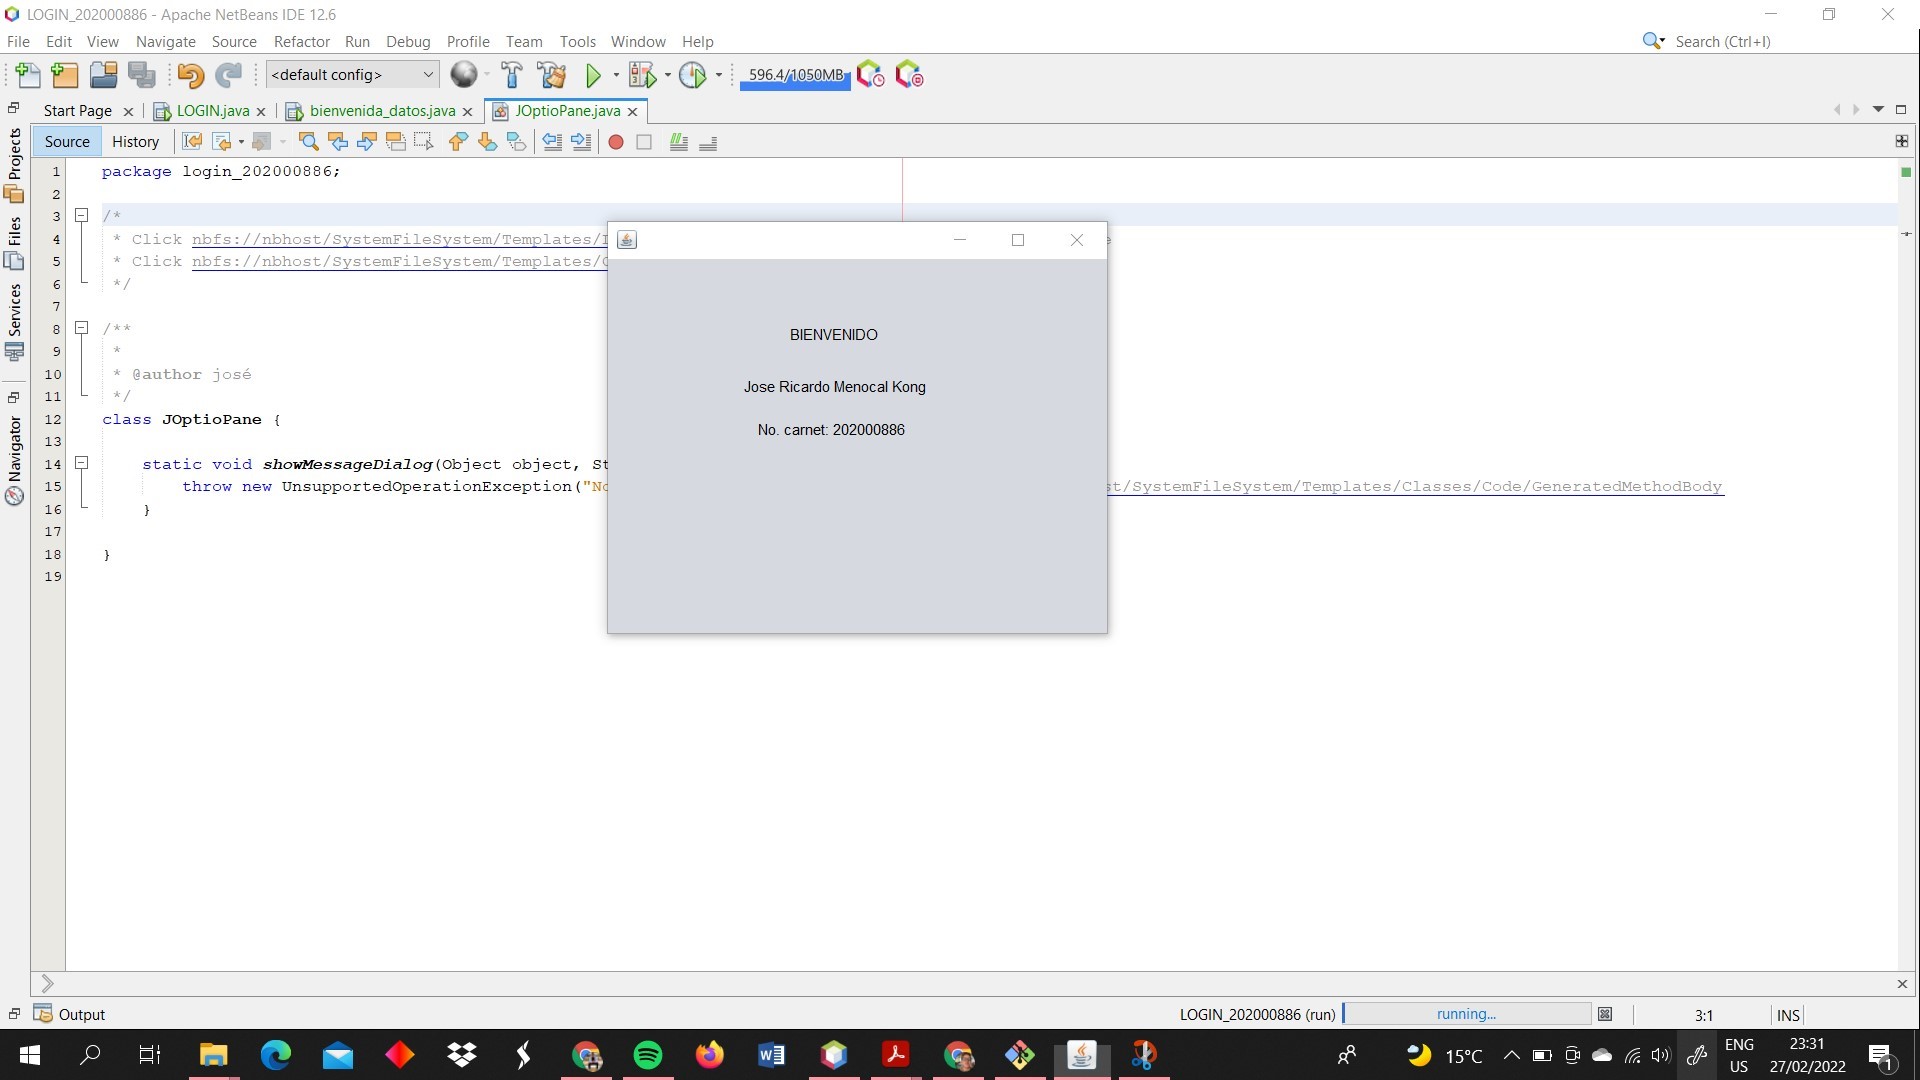 LOGIN_202000886 - Apache NetBeans IDE 12.6
File Edit View Navigate Source Refactor Run Debug Profile Team Tools Window Help
Search (Ctrl+I)
<default config>
596.4/1050MB
Start Page LOGIN.java bienvenida_datos.java JOptioPane.java
Source History
Projects
Files
Services
Navigator
1 package login_202000886;
2
3 /*
4 * Click nbfs://nbhost/SystemFileSystem/Templates/
5 * Click nbfs://nbhost/SystemFileSystem/Templates/
6 */
7
8 /**
9 *
10 * @author josé
11 */
12 class JOptioPane {
13
14 static void showMessageDialog(Object object, St
15 throw new UnsupportedOperationException("No st/SystemFileSystem/Templates/Classes/Code/GeneratedMethodBody
16 }
17
18 }
19
BIENVENIDO
Jose Ricardo Menocal Kong
No. carnet: 202000886
Output
LOGIN_202000886 (run) running... 3:1 INS
15°C
ENG
US
23:31
27/02/2022
1